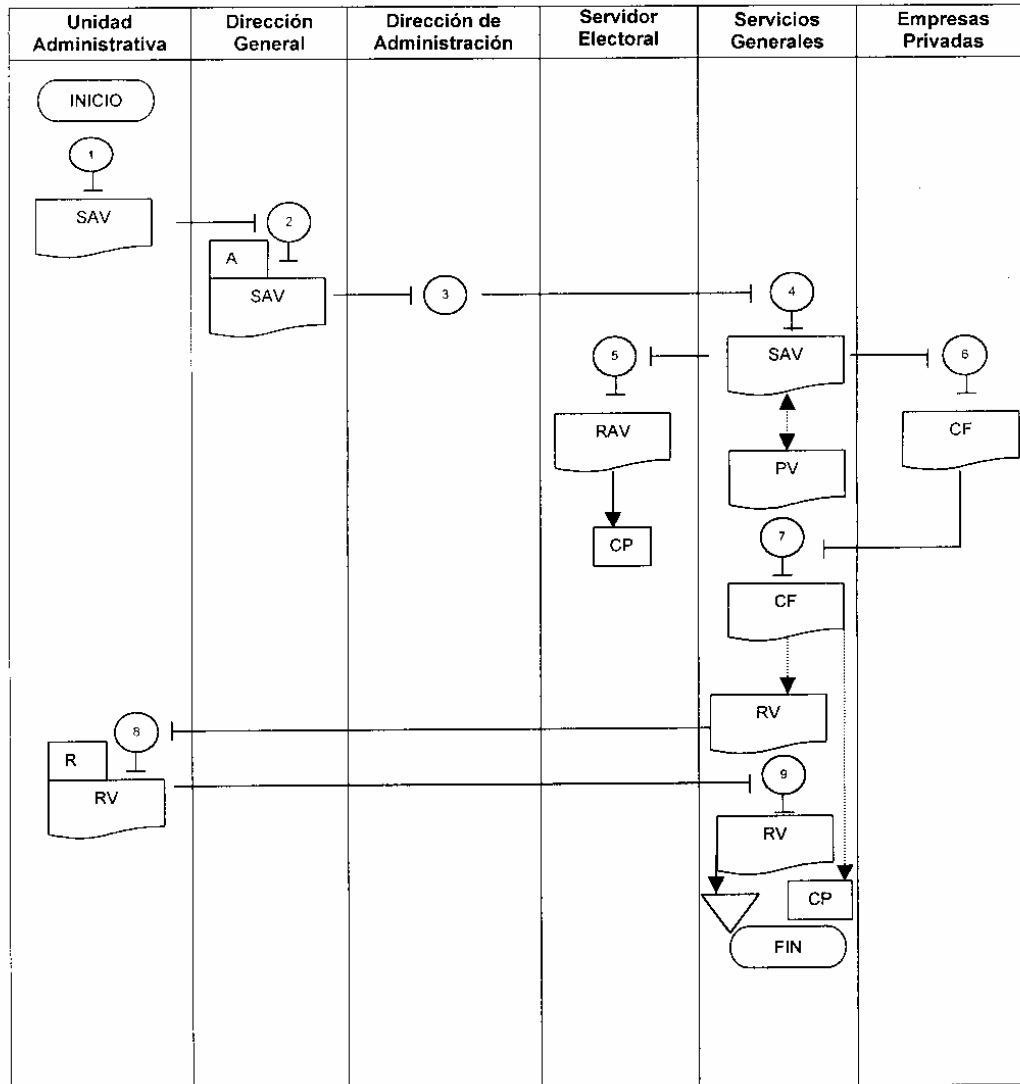 Unidad
Administrativa
Dirección
General
Dirección de
Administración
Servidor
Electoral
Servicios
Generales
Empresas
Privadas
INICIO
1
SAV
2
A
SAV
3
4
5
SAV
6
RAV
CF
PV
7
CP
CF
RV
8
R
RV
9
RV
CP
FIN